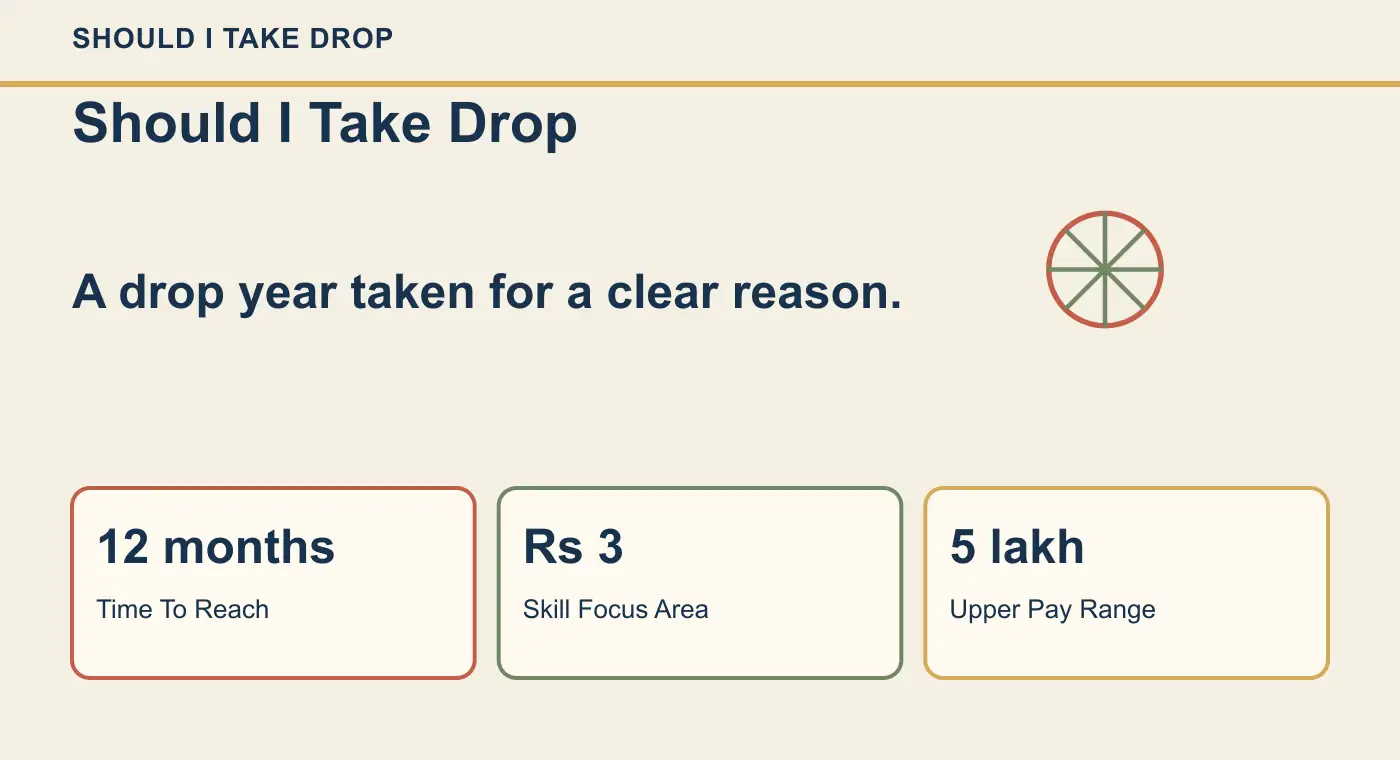 SHOULD I TAKE DROP
Should I Take Drop
A drop year taken for a clear reason.
12 months
Time To Reach
Rs 3
Skill Focus Area
5 lakh
Upper Pay Range